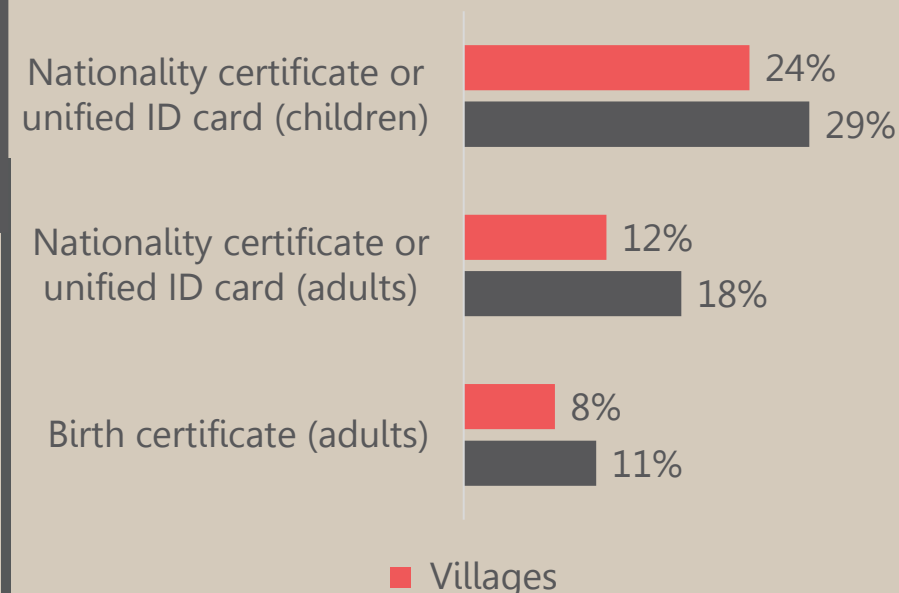 Nationality certificate or
unified ID card (children)
24%
29%
Nationality certificate or
unified ID card (adults)
12%
18%
Birth certificate (adults)
8%
11%
Villages